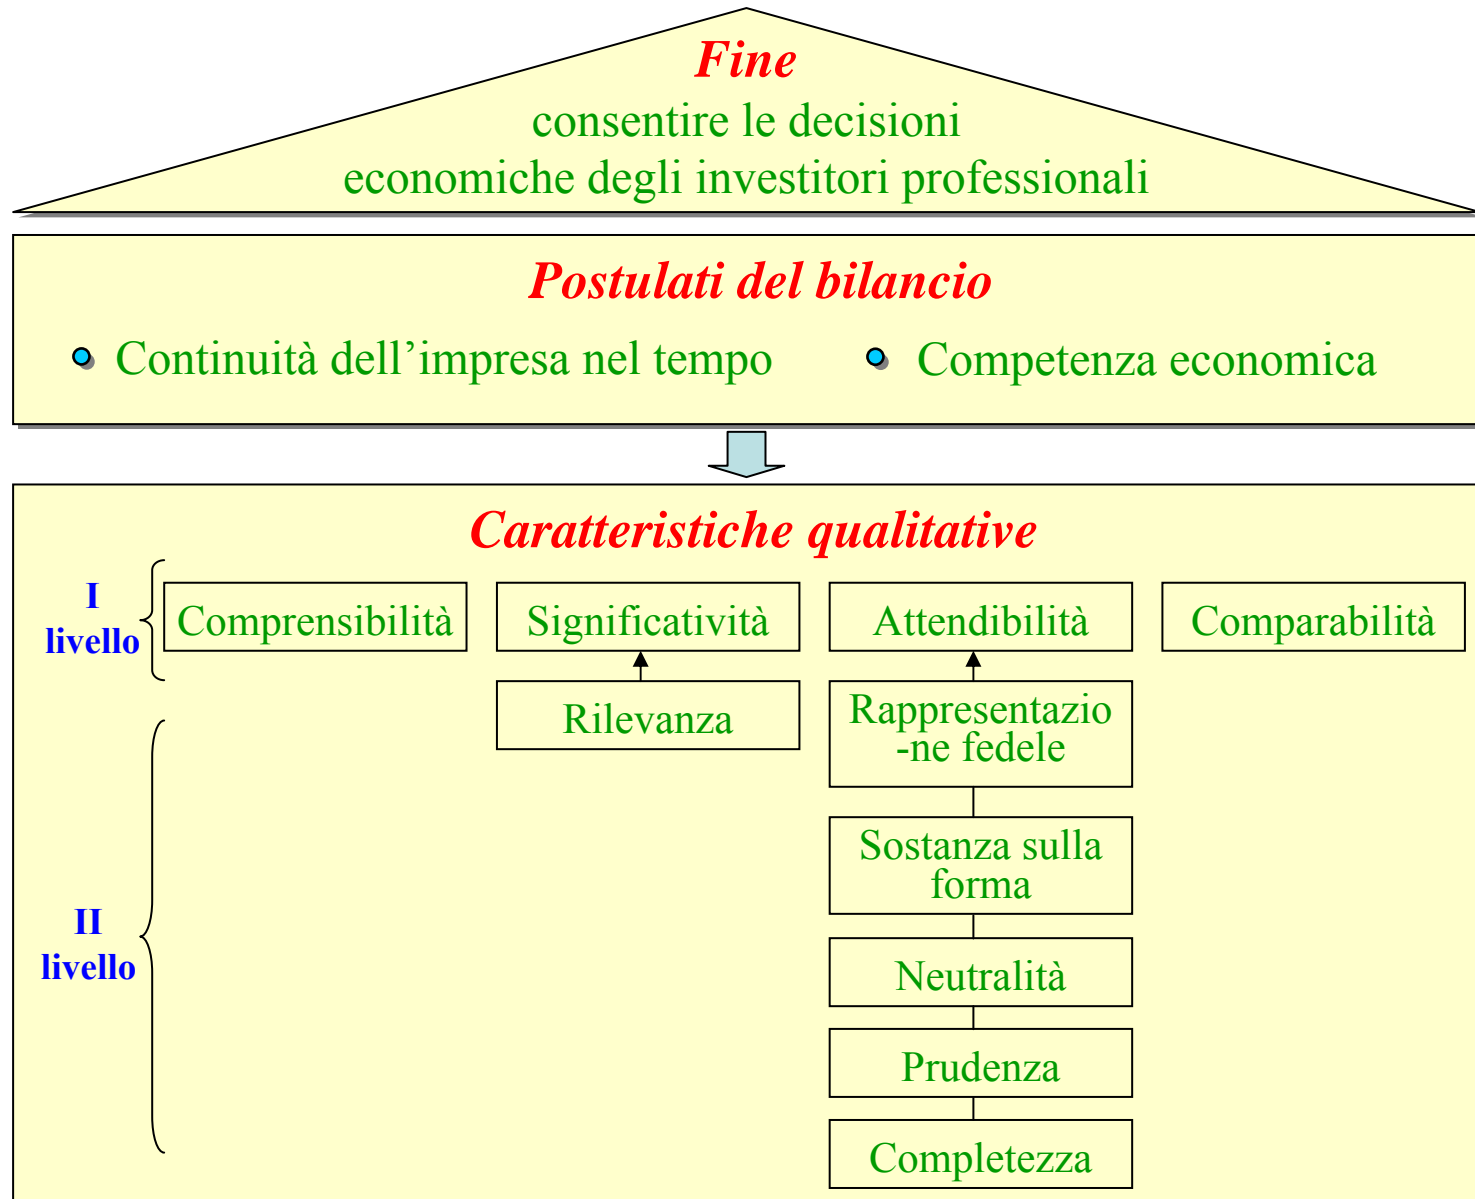 Fine
consentire le decisioni
economiche degli investitori professionali
Postulati del bilancio
Continuità dell’impresa nel tempo
Competenza economica
Caratteristiche qualitative
I
livello
Comprensibilità
Significatività
Attendibilità
Comparabilità
Rilevanza
Rappresentazio
-ne fedele
Sostanza sulla
forma
II
livello
Neutralità
Prudenza
Completezza